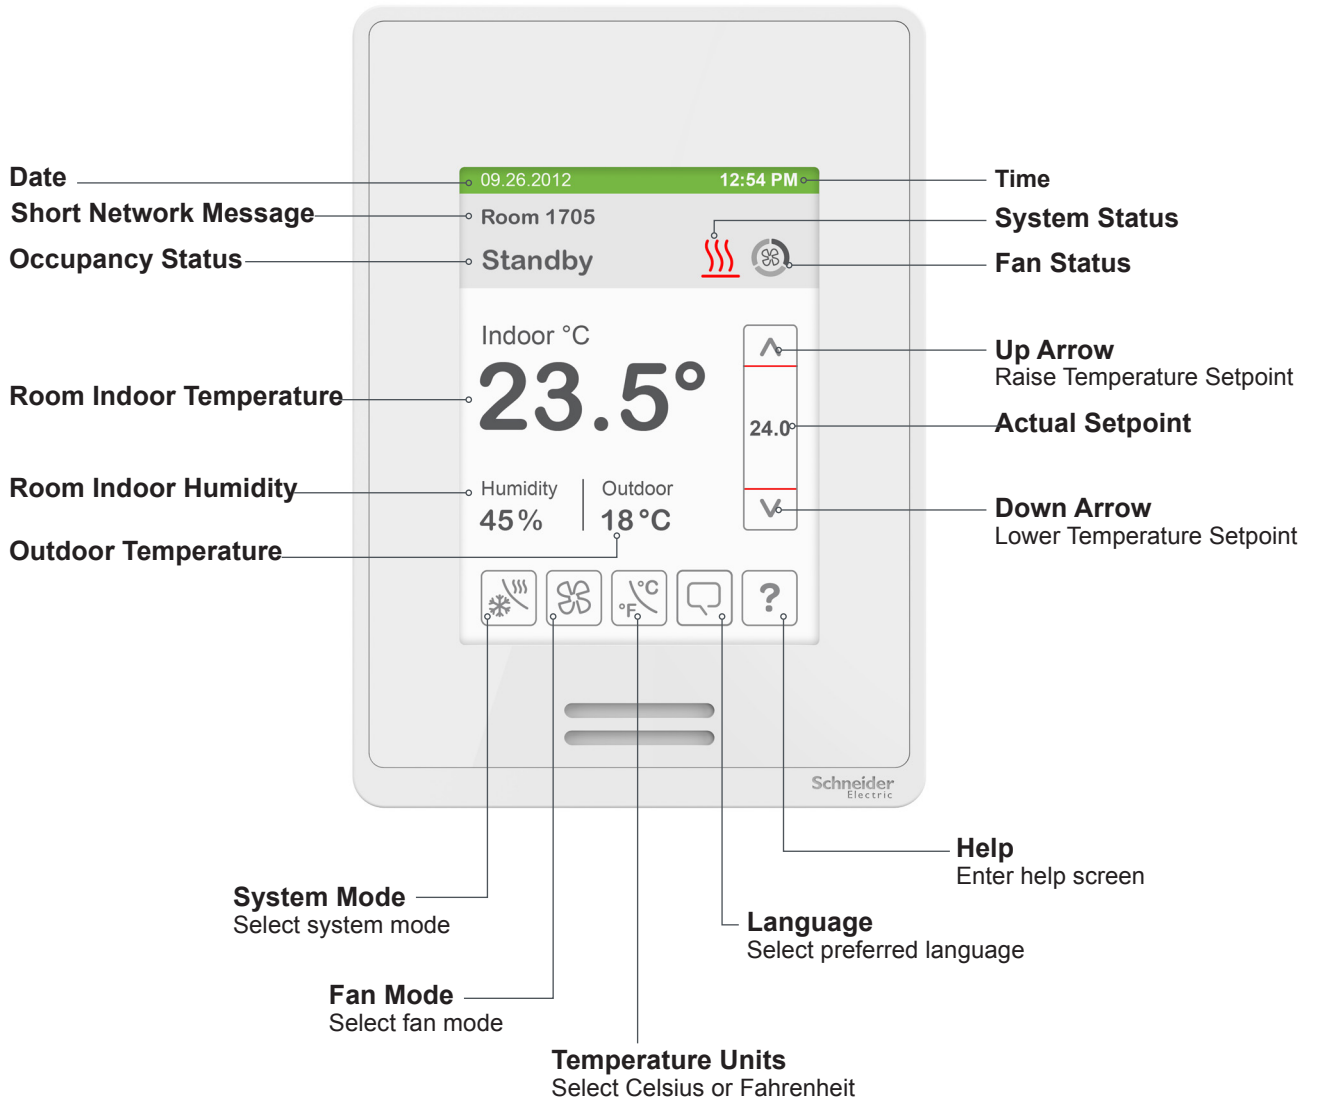 Date
09.26.2012
12:54 PM
Time
Short Network Message
Room 1705
System Status
Occupancy Status
Standby
Fan Status
Indoor °C
Up Arrow
Raise Temperature Setpoint
Room Indoor Temperature
23.5°
24.0
Actual Setpoint
Room Indoor Humidity
Humidity
Outdoor
45%
18°C
Down Arrow
Lower Temperature Setpoint
Outdoor Temperature
°C
°F
?
Schneider
Electric
Help
Enter help screen
System Mode
Select system mode
Language
Select preferred language
Fan Mode
Select fan mode
Temperature Units
Select Celsius or Fahrenheit